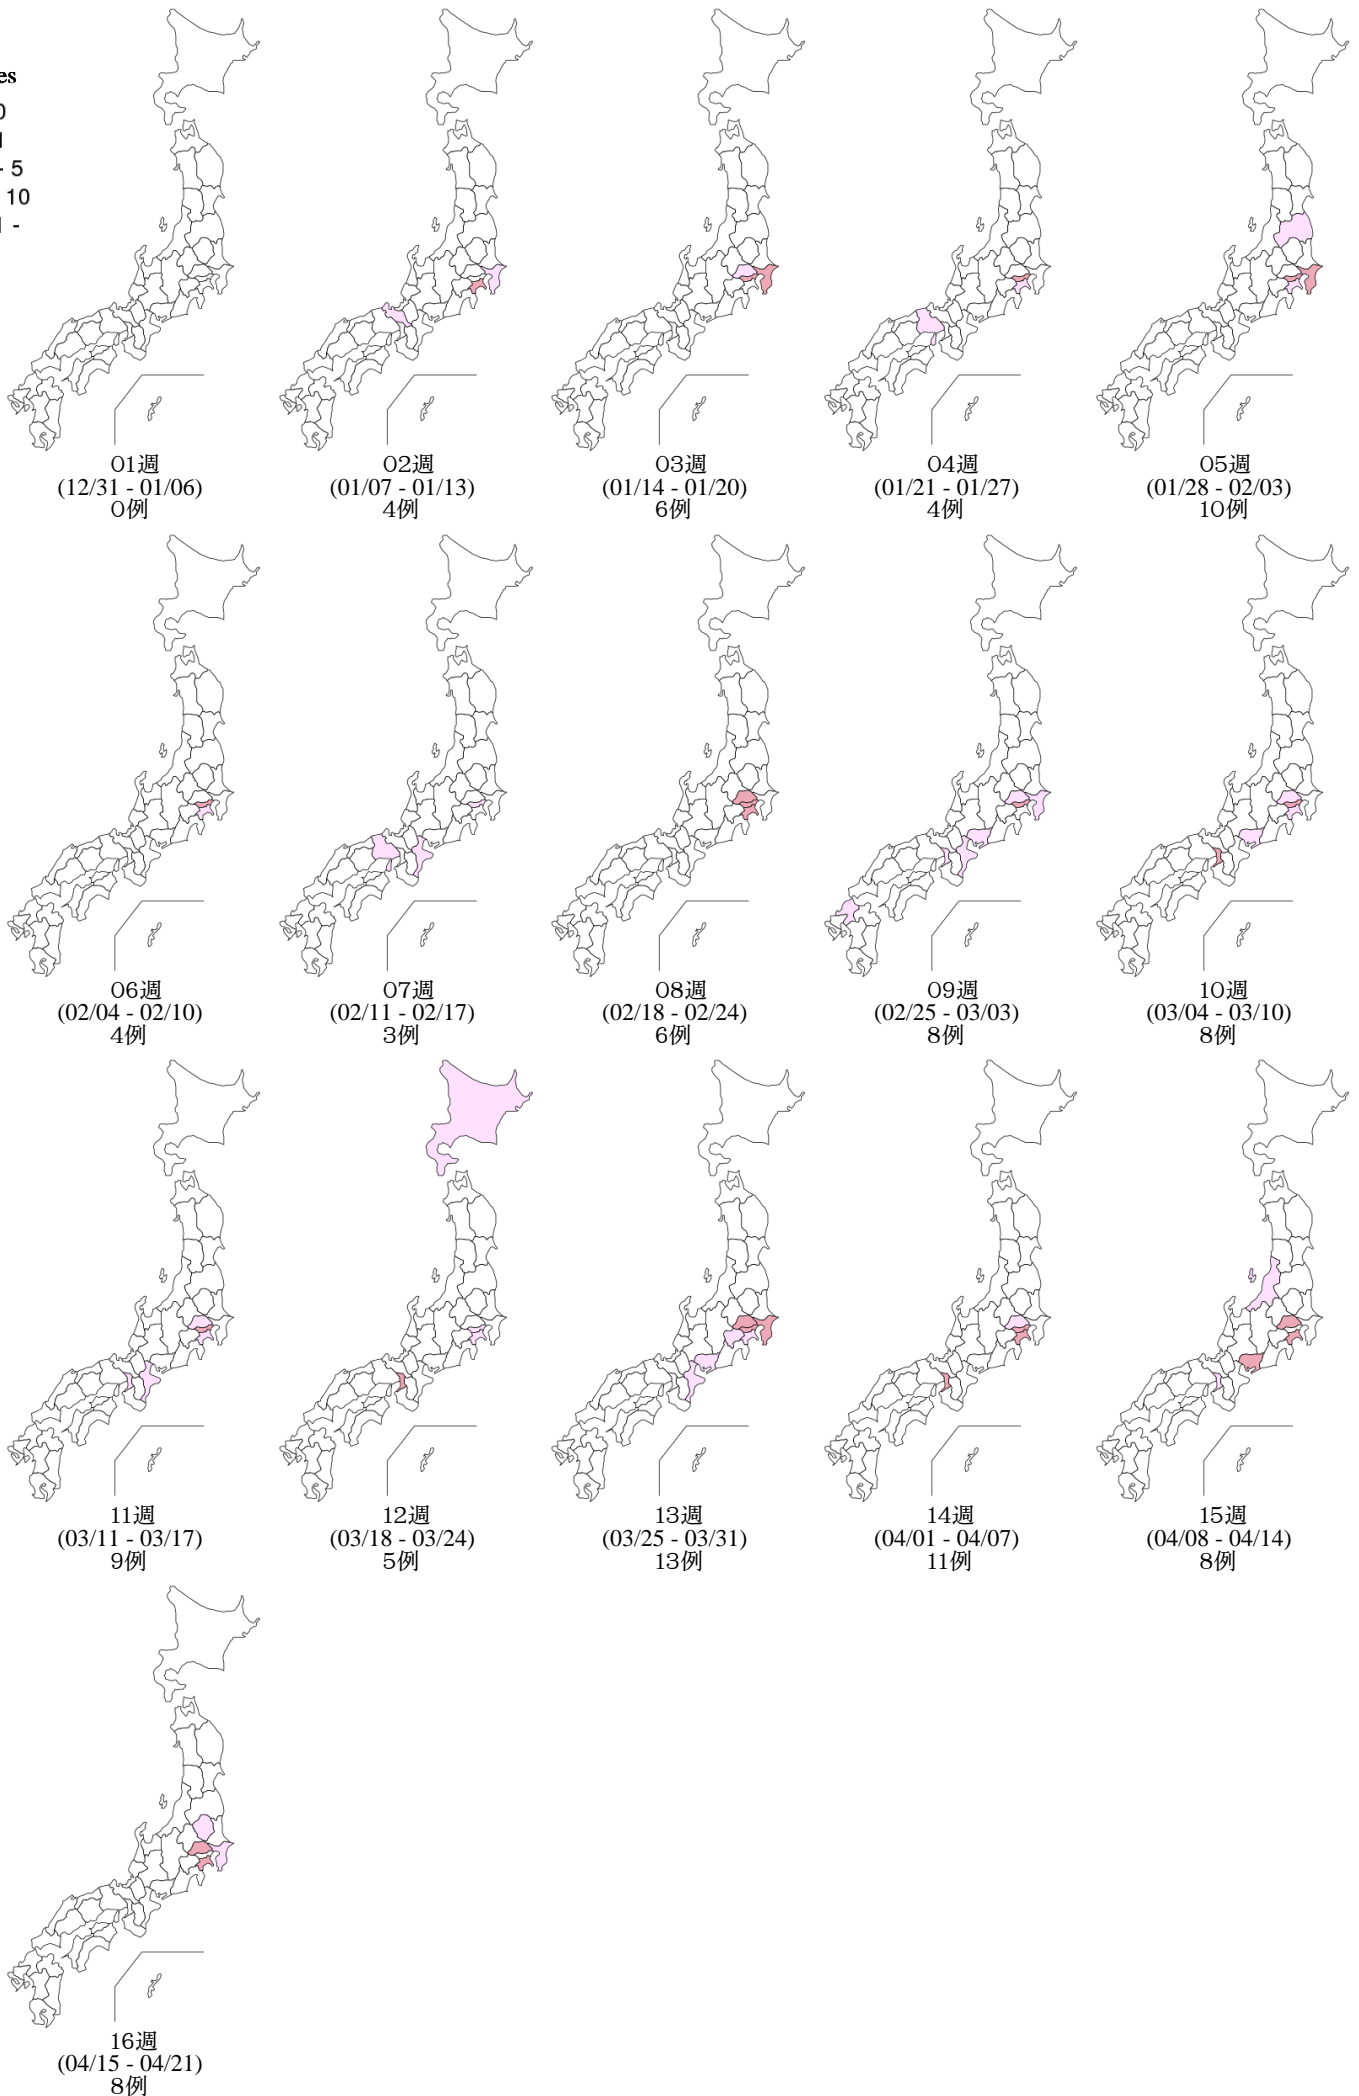 es
- 5
10
-
01週
(12/31 - 01/06)
0例
02週
(01/07 - 01/13)
4例
03週
(01/14 - 01/20)
6例
04週
(01/21 - 01/27)
4例
05週
(01/28 - 02/03)
10例
06週
(02/04 - 02/10)
4例
07週
(02/11 - 02/17)
3例
08週
(02/18 - 02/24)
6例
09週
(02/25 - 03/03)
8例
10週
(03/04 - 03/10)
8例
11週
(03/11 - 03/17)
9例
12週
(03/18 - 03/24)
5例
13週
(03/25 - 03/31)
13例
14週
(04/01 - 04/07)
11例
15週
(04/08 - 04/14)
8例
16週
(04/15 - 04/21)
8例